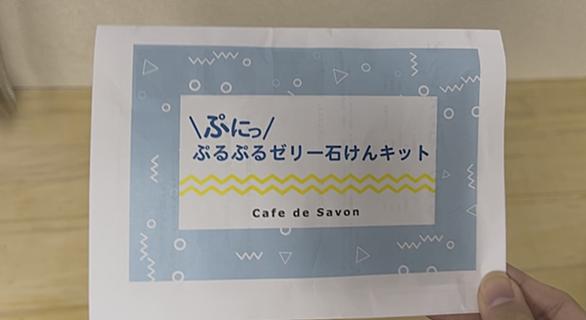 \ぷにっ/
ぷるぷるゼリー石けんキット
Cafe de Savon